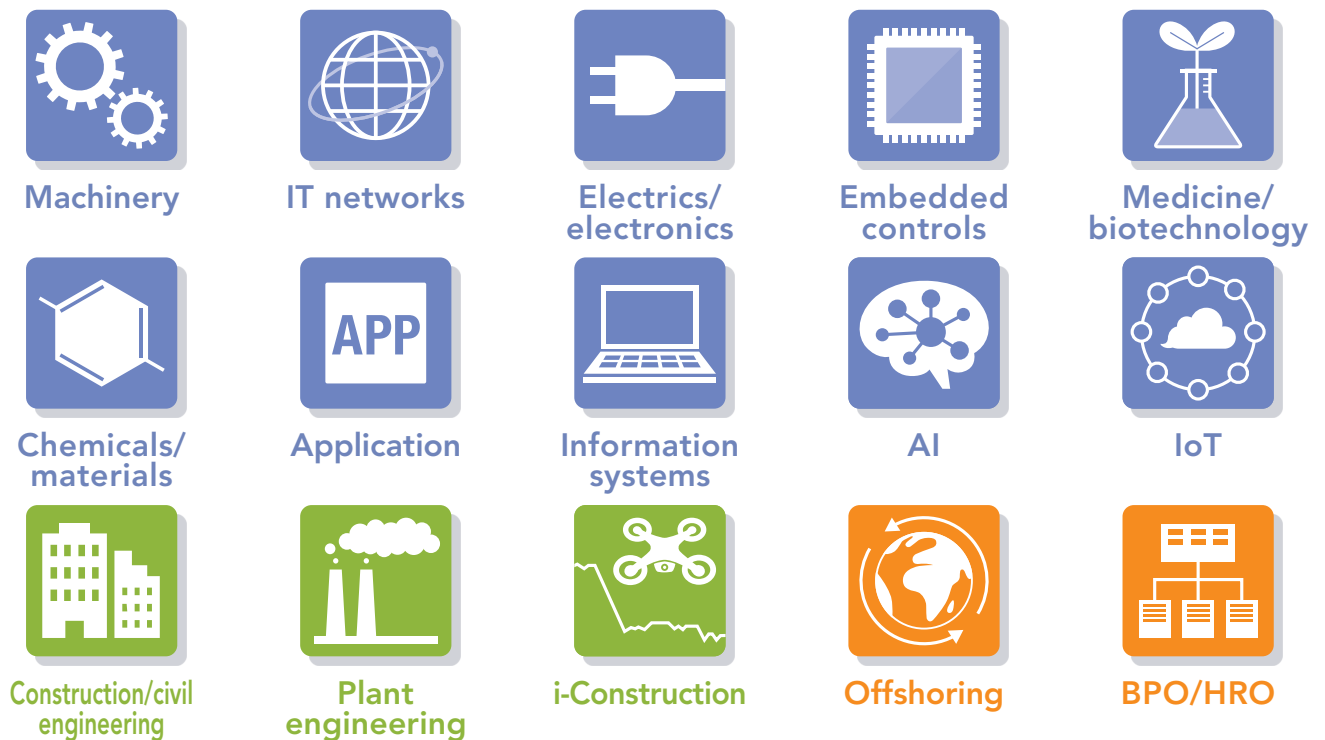 Machinery
IT networks
Electrics/
electronics
Embedded
controls
Medicine/
biotechnology
Chemicals/
materials
APP
Application
Information
systems
AI
IoT
Construction/civil
engineering
Plant
engineering
i-Construction
Offshoring
BPO/HRO